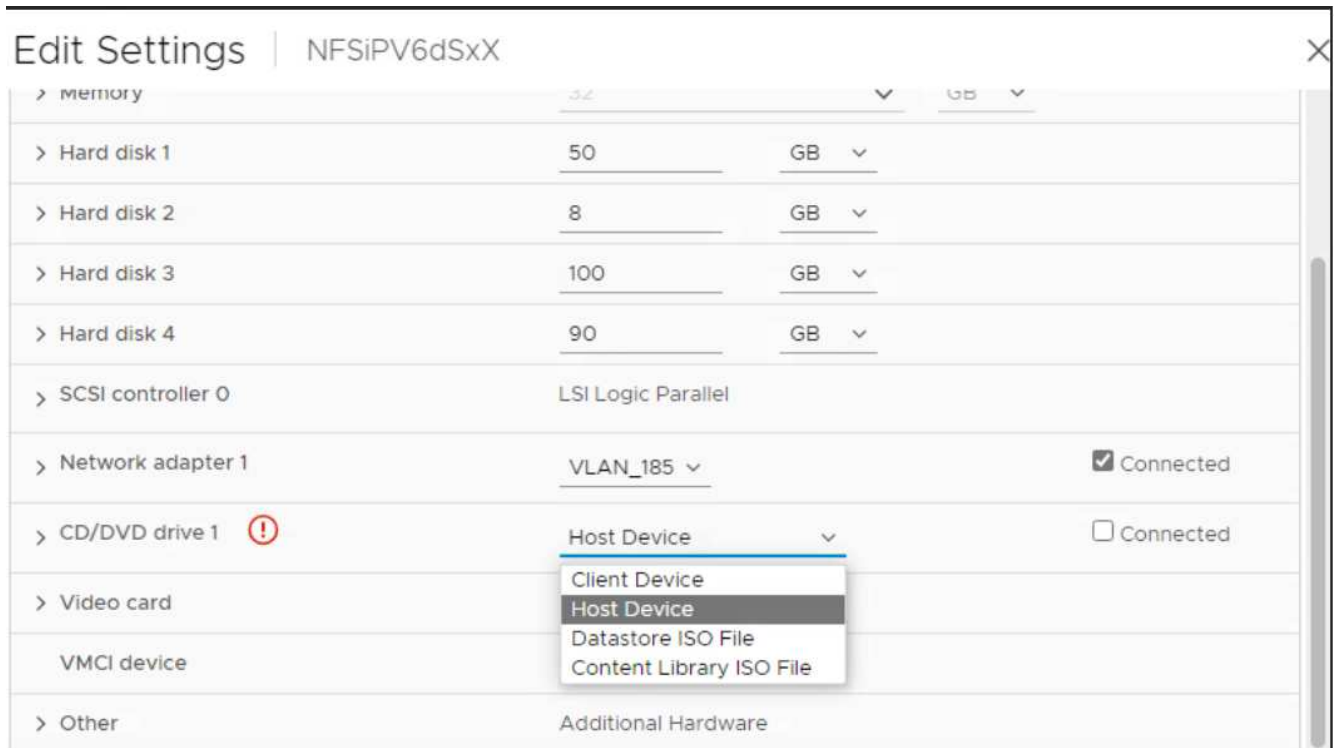 Edit Settings NFSiPV6dSxX
Memory 32 GB
Hard disk 1 50 GB
Hard disk 2 8 GB
Hard disk 3 100 GB
Hard disk 4 90 GB
SCSI controller 0 LSI Logic Parallel
Network adapter 1 VLAN_185 Connected
CD/DVD drive 1 Host Device Connected
Client Device
Video card Host Device
Datastore ISO File
VMCI device Content Library ISO File
Other Additional Hardware